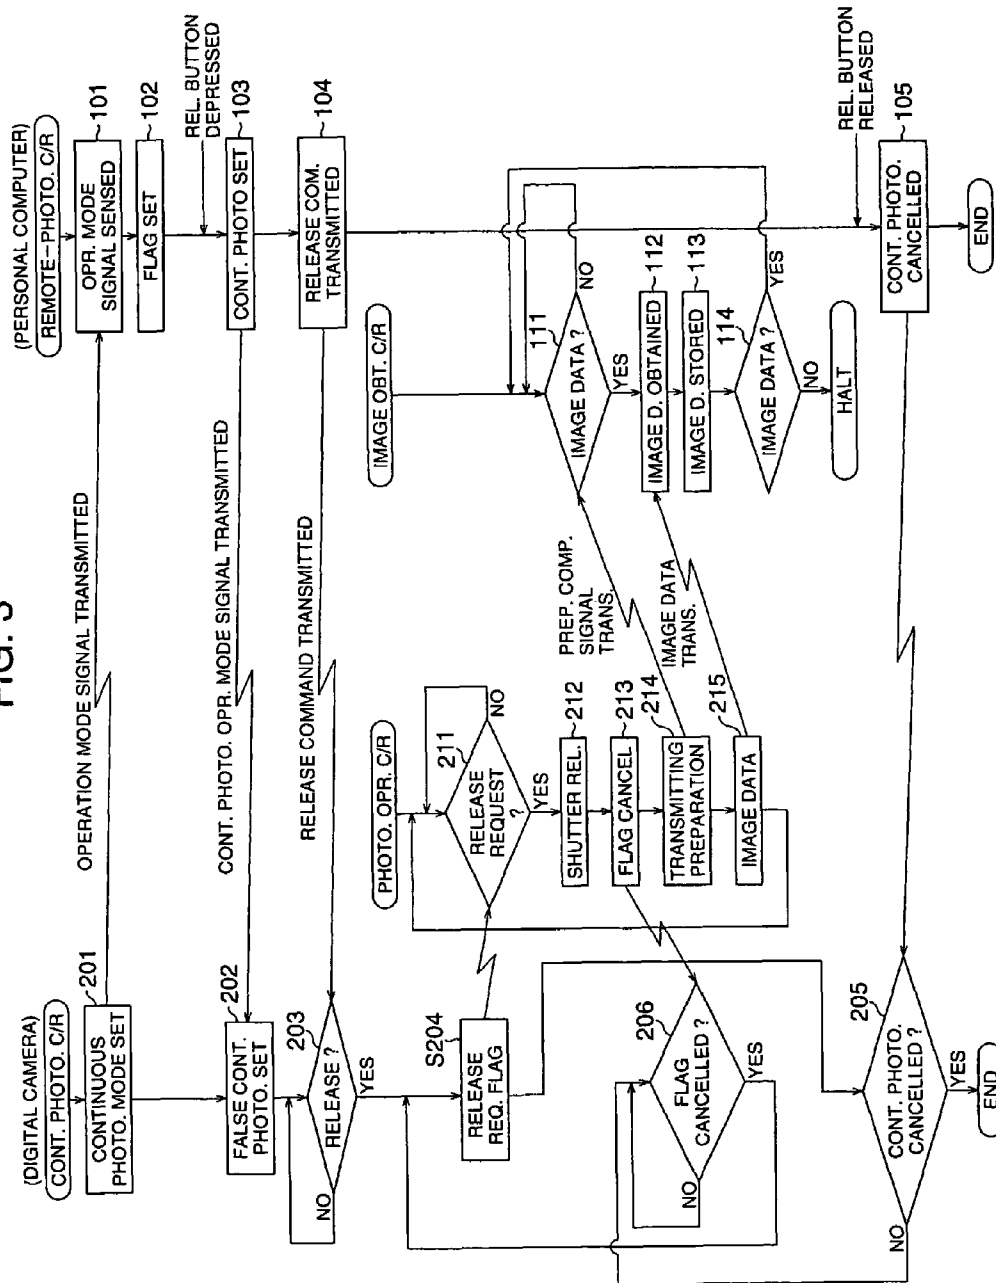 FIG. 3
(PERSONAL COMPUTER)
REMOTE-PHOTO. C/R
OPR. MODE
SIGNAL SENSED
101
FLAG SET
102
REL. BUTTON
DEPRESSED
CONT. PHOTO SET
103
RELEASE COM.
TRANSMITTED
104
REL. BUTTON
RELEASED
CONT. PHOTO.
CANCELLED
105
END
OPERATION MODE SIGNAL TRANSMITTED
CONT. PHOTO. OPR. MODE SIGNAL TRANSMITTED
RELEASE COMMAND TRANSMITTED
IMAGE OBT. C/R
IMAGE DATA ?
111
NO
YES
IMAGE D. OBTAINED
112
IMAGE D. STORED
113
IMAGE DATA ?
114
YES
NO
HALT
PREP. COMP.
SIGNAL
TRANS.
IMAGE DATA
TRANS.
PHOTO. OPR. C/R
RELEASE
REQUEST
?
211
NO
YES
SHUTTER REL.
212
FLAG CANCEL
213
TRANSMITTING
PREPARATION
214
IMAGE DATA
215
(DIGITAL CAMERA)
CONT. PHOTO. C/R
CONTINUOUS
PHOTO. MODE SET
201
FALSE CONT.
PHOTO. SET
202
RELEASE ?
203
NO
YES
RELEASE
REQ. FLAG
S204
FLAG
CANCELLED ?
206
NO
YES
CONT. PHOTO.
CANCELLED ?
205
NO
YES
END